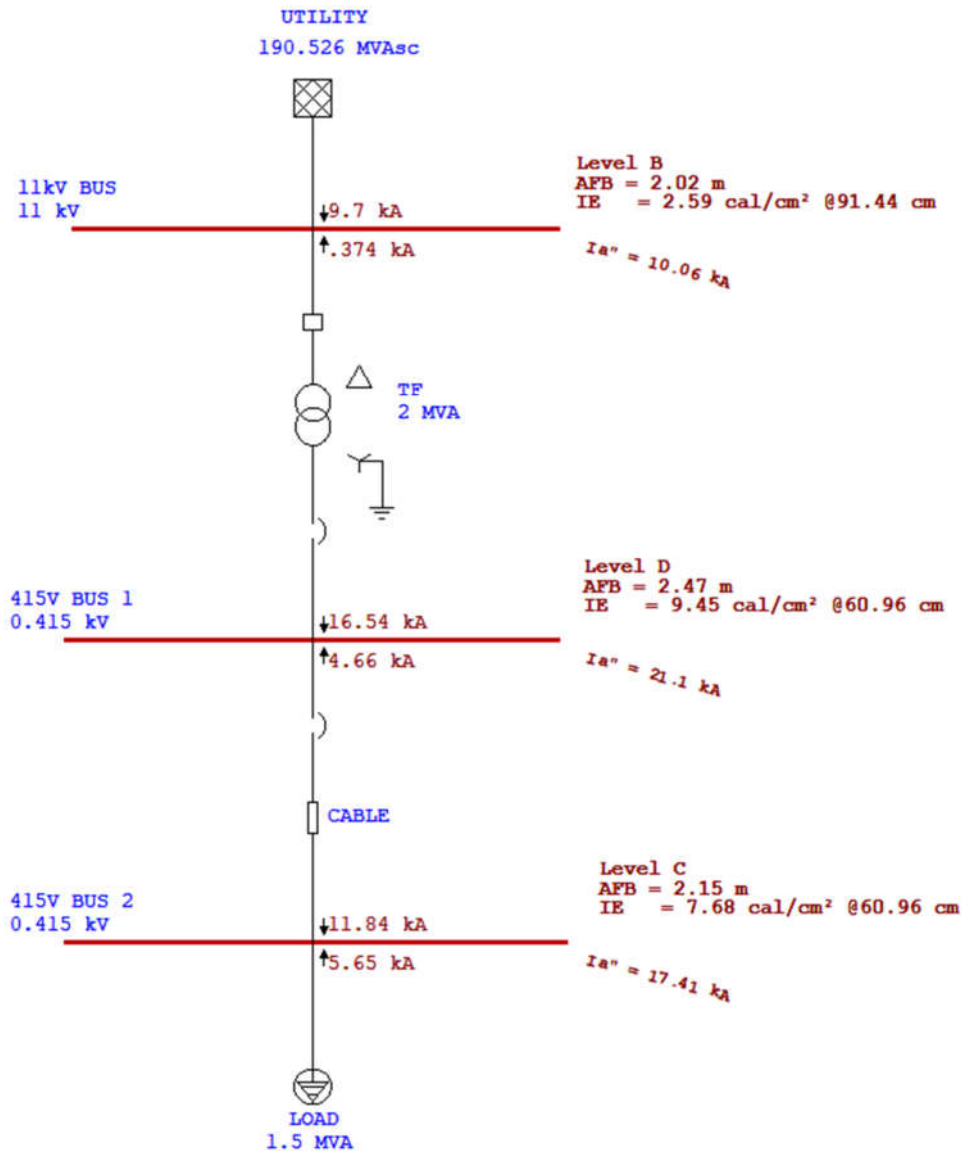 UTILITY
190.526 MVAsc
Level B
AFB = 2.02 m
IE = 2.59 cal/cm² @91.44 cm
11kV BUS
11 kV
9.7 kA
.374 kA
Ia" = 10.06 kA
TF
2 MVA
Level D
AFB = 2.47 m
IE = 9.45 cal/cm² @60.96 cm
415V BUS 1
0.415 kV
16.54 kA
4.66 kA
Ia" = 21.1 kA
CABLE
Level C
AFB = 2.15 m
IE = 7.68 cal/cm² @60.96 cm
415V BUS 2
0.415 kV
11.84 kA
5.65 kA
Ia" = 17.41 kA
LOAD
1.5 MVA